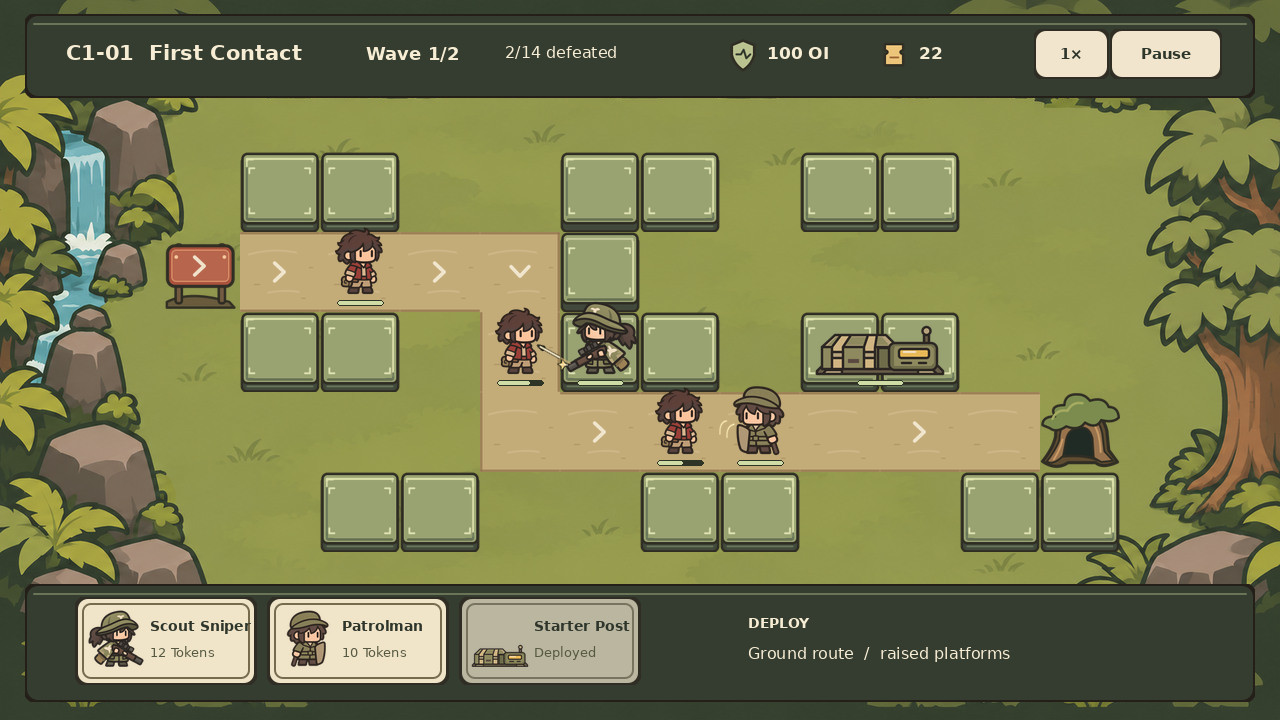 C1-01 First Contact
Wave 1/2
2/14 defeated
100 OI
22
1×
Pause
Scout Sniper
12 Tokens
Patrolman
10 Tokens
Starter Post
Deployed
DEPLOY
Ground route / raised platforms